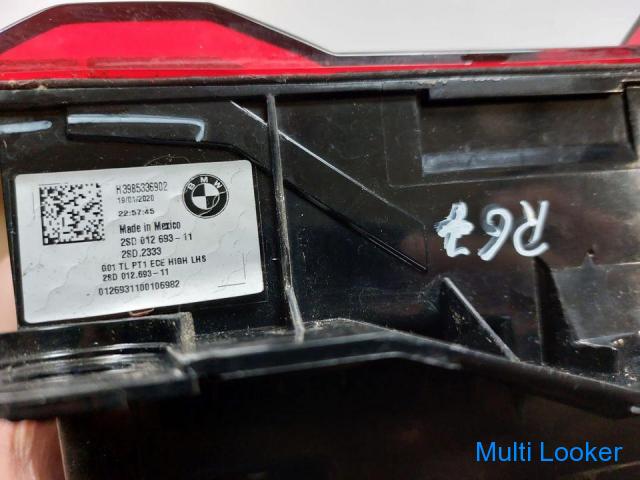 H3985336902
19/01/2020
22:57:45
BMW
Made in Mexico
2SD 012 693-11
2SD.2333
G01 TL PT1 ECE HIGH LHS
2SD 012.693-11
0126931100106982
R67
Multi Looker